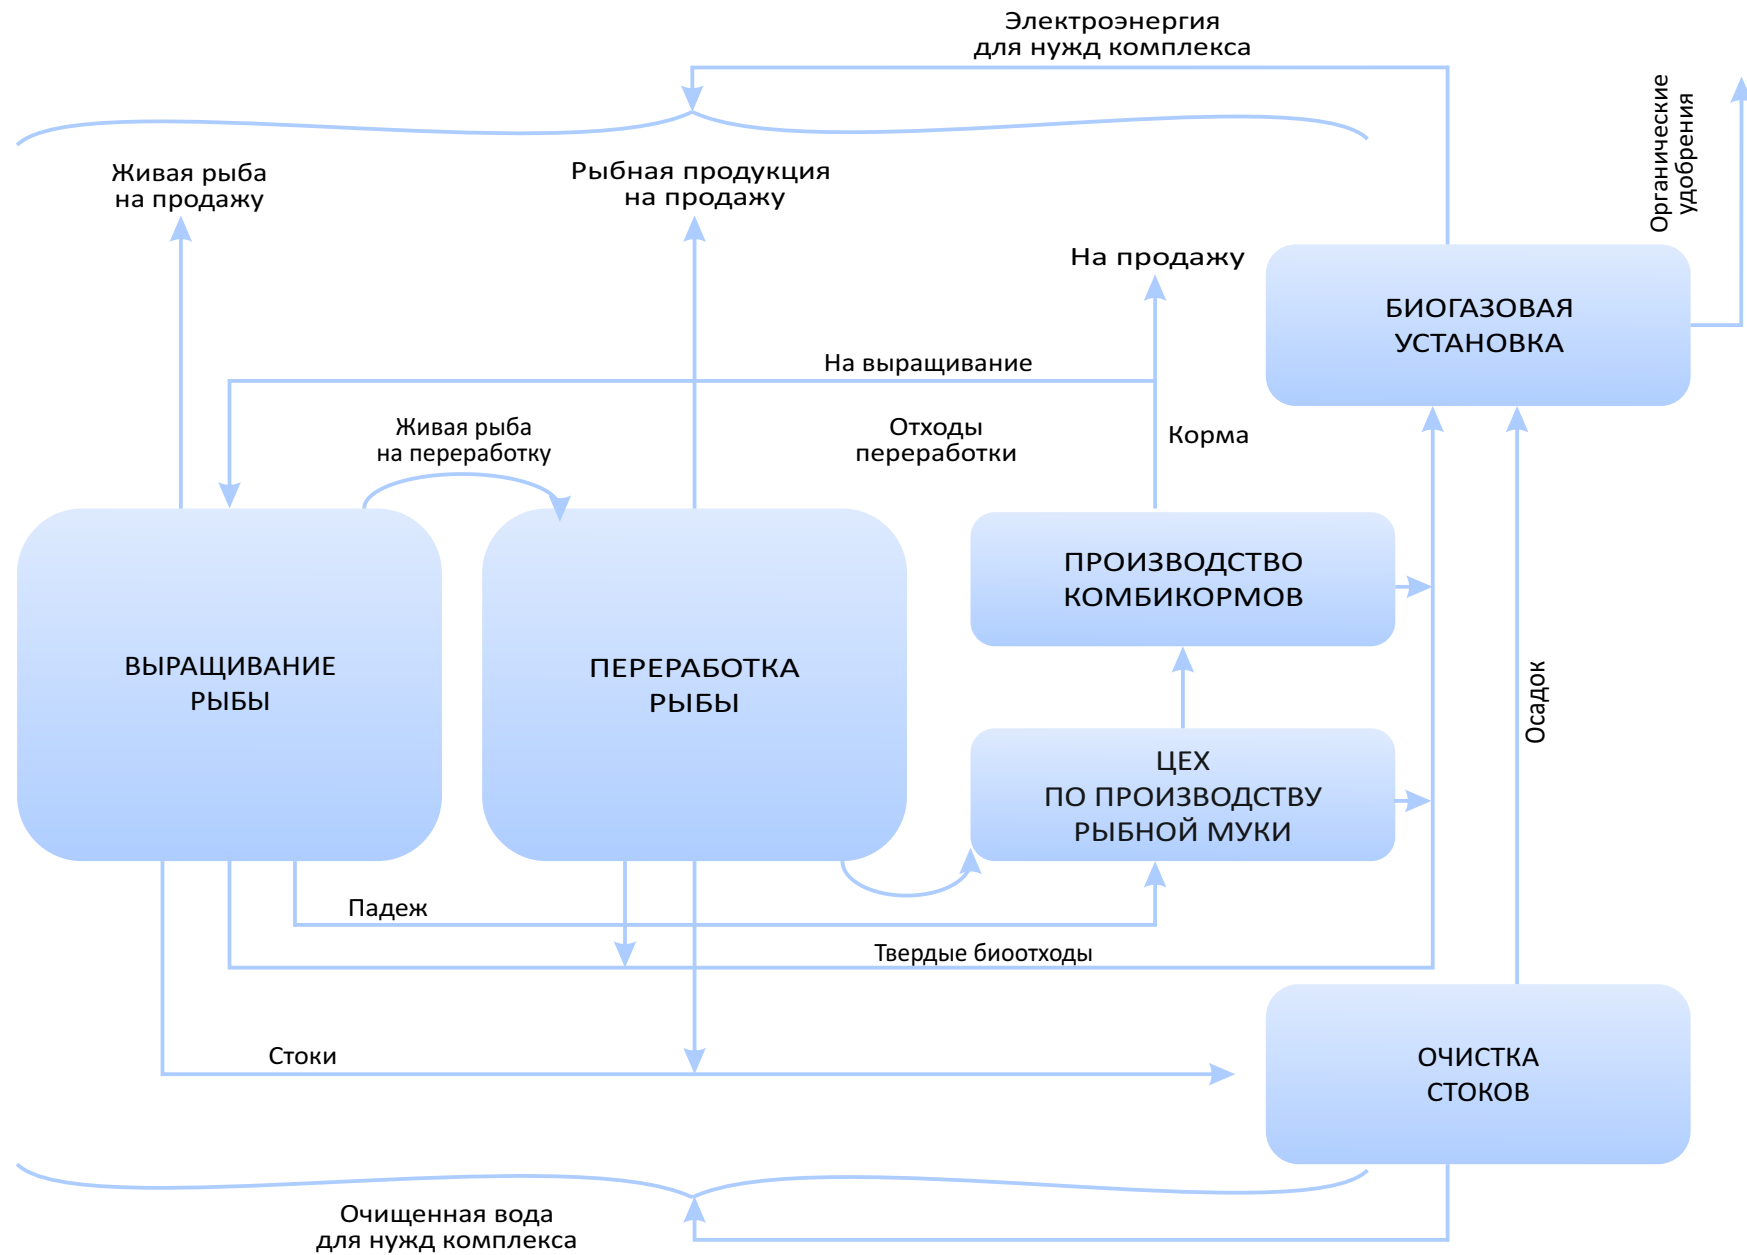 Электроэнергия
для нужд комплекса
Органические
удобрения
Живая рыба
на продажу
Рыбная продукция
на продажу
На продажу
БИОГАЗОВАЯ
УСТАНОВКА
На выращивание
Живая рыба
на переработку
Отходы
переработки
Корма
ПРОИЗВОДСТВО
КОМБИКОРМОВ
ВЫРАЩИВАНИЕ
РЫБЫ
ПЕРЕРАБОТКА
РЫБЫ
Осадок
ЦЕХ
ПО ПРОИЗВОДСТВУ
РЫБНОЙ МУКИ
Падеж
Твердые биоотходы
Стоки
ОЧИСТКА
СТОКОВ
Очищенная вода
для нужд комплекса